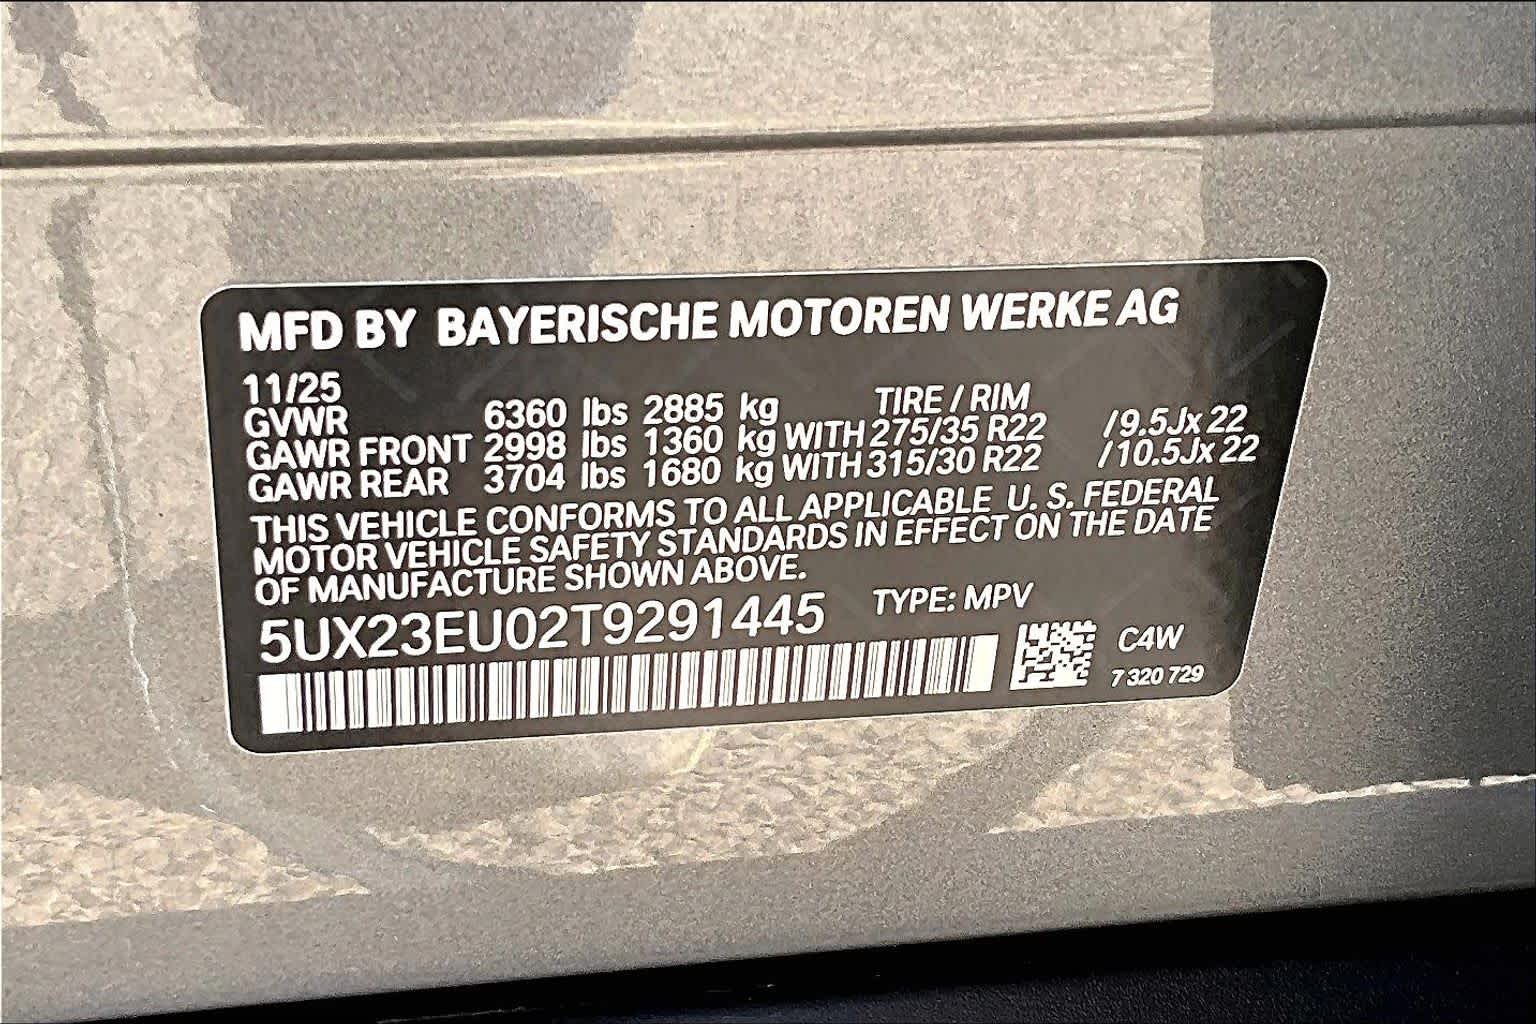 MFD BY BAYERISCHE MOTOREN WERKE AG
11/25 TIRE / RIM
GVWR 6360 lbs 2885 kg
GAWR FRONT 2998 lbs 1360 kg WITH 275/35 R22 /9.5Jx 22
GAWR REAR 3704 lbs 1680 kg WITH 315/30 R22 /10.5Jx 22
THIS VEHICLE CONFORMS TO ALL APPLICABLE U. S. FEDERAL
MOTOR VEHICLE SAFETY STANDARDS IN EFFECT ON THE DATE
OF MANUFACTURE SHOWN ABOVE.
5UX23EU02T9291445 TYPE: MPV
C4W
7 320 729